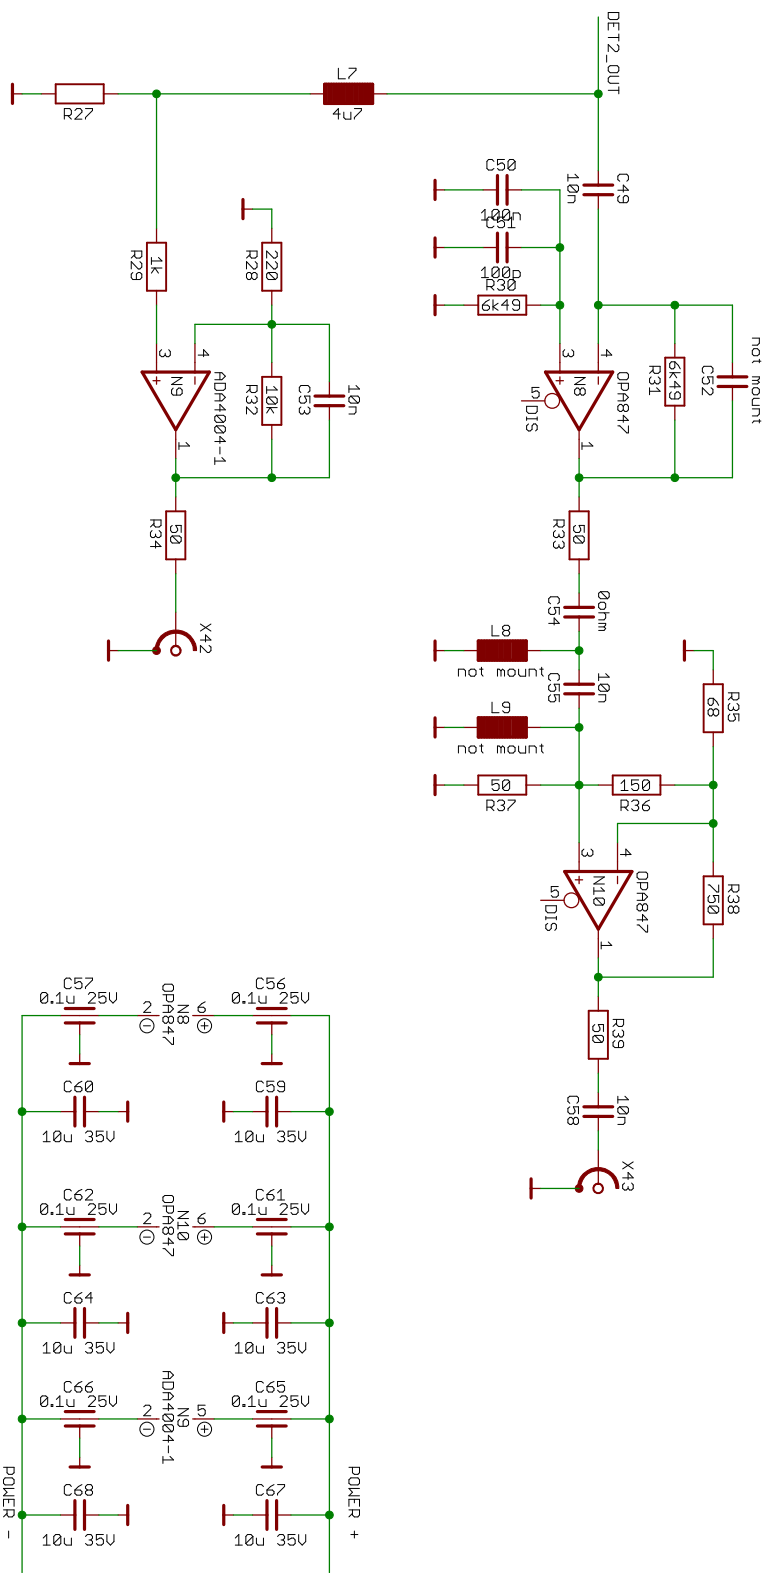 DET2_OUT
L7
4u7
R27
C50
100n
C49
10n
C51
100p
R30
6k49
R29
1k
R28
220
3
4
N9
ADA4004-1
1
R32
10k
C53
10n
3
4
N8
OPA847
5
DIS
1
R31
6k49
C52
not mount
R34
50
R33
50
X42
C54
0ohm
L8
not mount
C55
10n
L9
not mount
R35
68
R37
50
R36
150
3
4
N10
OPA847
5
DIS
1
R38
750
R39
50
C58
10n
X43
C57
0.1u 25V
2
N8
OPA847
6
C56
0.1u 25V
C60
10u 35V
C59
10u 35V
C62
0.1u 25V
2
N10
OPA847
6
C61
0.1u 25V
C64
10u 35V
C63
10u 35V
C66
0.1u 25V
2
N9
ADA4004-1
5
C65
0.1u 25V
C68
10u 35V
C67
10u 35V
POWER -
POWER +